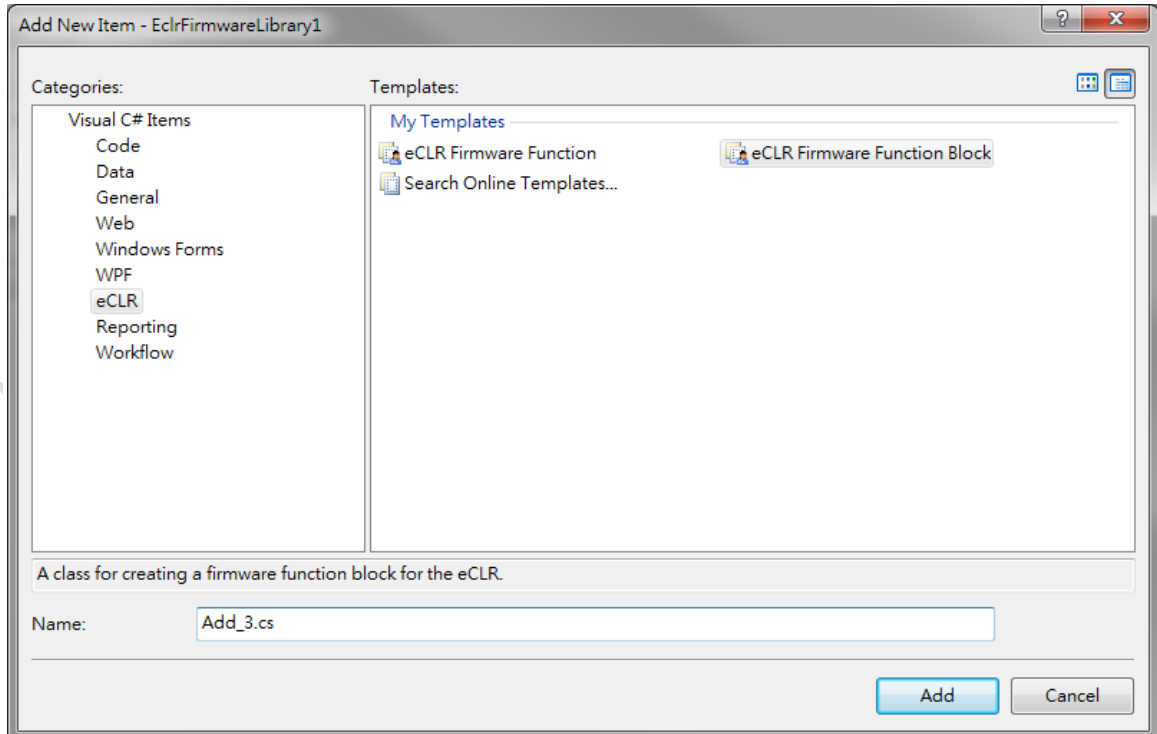 Add New Item - EclrFirmwareLibrary1
Categories:
Templates:
Visual C# Items
Code
Data
General
Web
Windows Forms
WPF
eCLR
Reporting
Workflow
My Templates
eCLR Firmware Function
eCLR Firmware Function Block
Search Online Templates...
A class for creating a firmware function block for the eCLR.
Name:
Add_3.cs
Add
Cancel